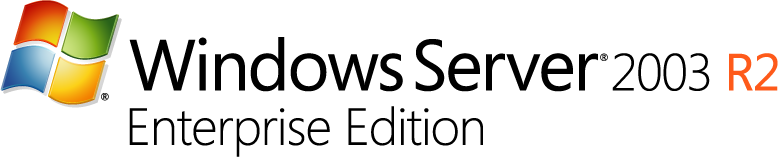 Windows Server® 2003 R2
Enterprise Edition
®